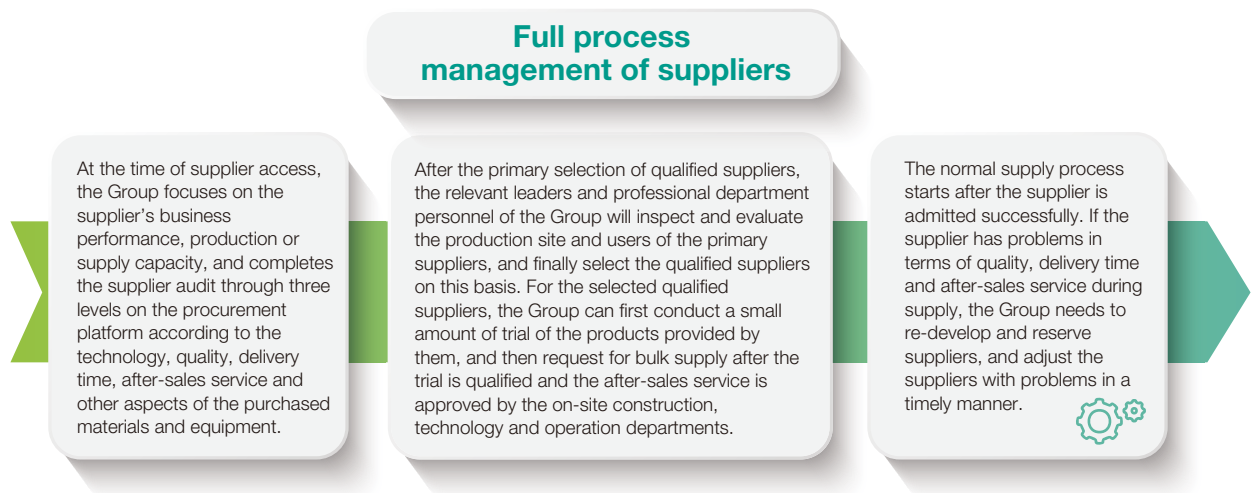 Full process
management of suppliers
At the time of supplier access,
the Group focuses on the
supplier's business
performance, production or
supply capacity, and completes
the supplier audit through three
levels on the procurement
platform according to the
technology, quality, delivery
time, after-sales service and
other aspects of the purchased
materials and equipment.
After the primary selection of qualified suppliers,
the relevant leaders and professional department
personnel of the Group will inspect and evaluate
the production site and users of the primary
suppliers, and finally select the qualified suppliers
on this basis. For the selected qualified
suppliers, the Group can first conduct a small
amount of trial of the products provided by
them, and then request for bulk supply after the
trial is qualified and the after-sales service is
approved by the on-site construction,
technology and operation departments.
The normal supply process
starts after the supplier is
admitted successfully. If the
supplier has problems in
terms of quality, delivery time
and after-sales service during
supply, the Group needs to
re-develop and reserve
suppliers, and adjust the
suppliers with problems in a
timely manner.